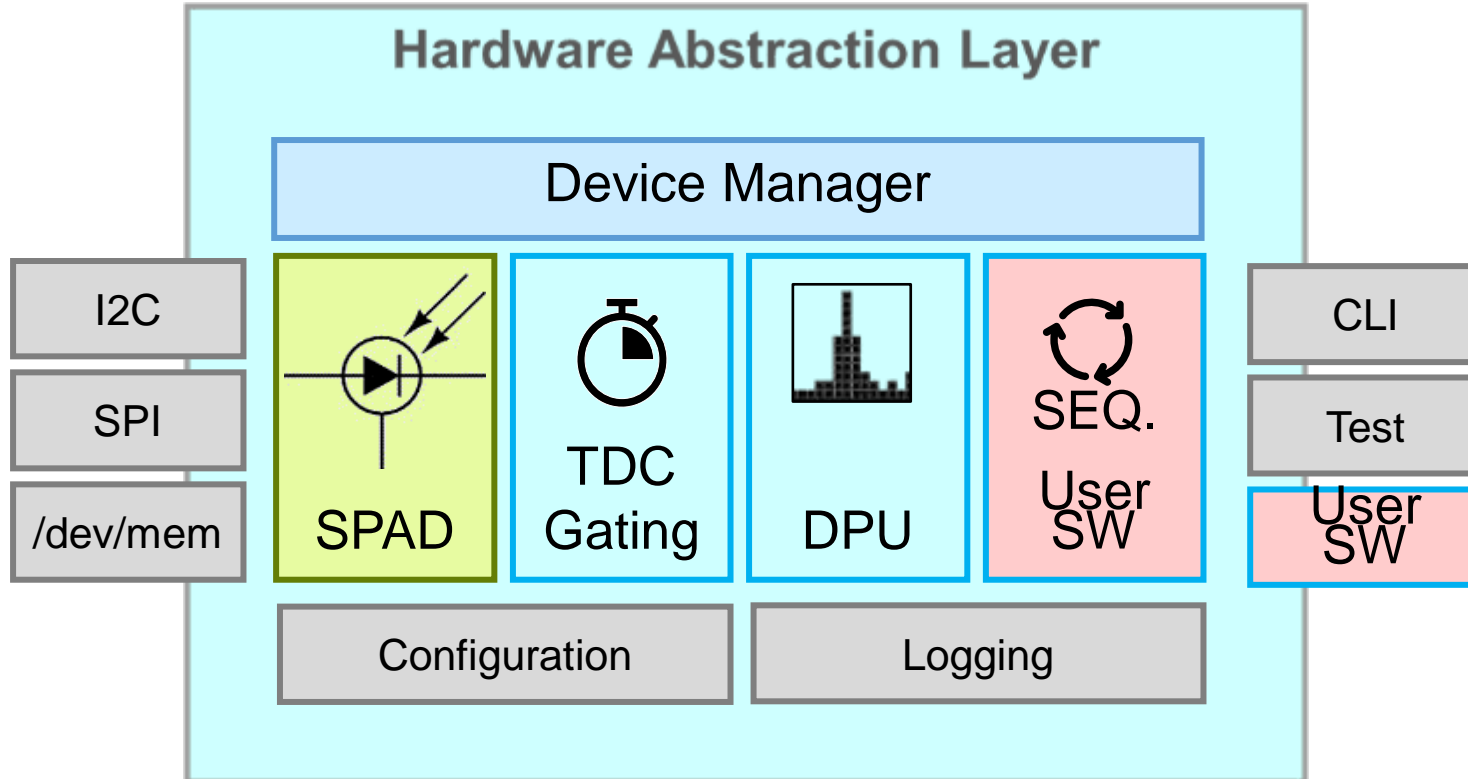 Hardware Abstraction Layer
Device Manager
I2C
SPI
/dev/mem
SPAD
TDC
Gating
DPU
SEQ.
User
SW
CLI
Test
User
SW
Configuration
Logging